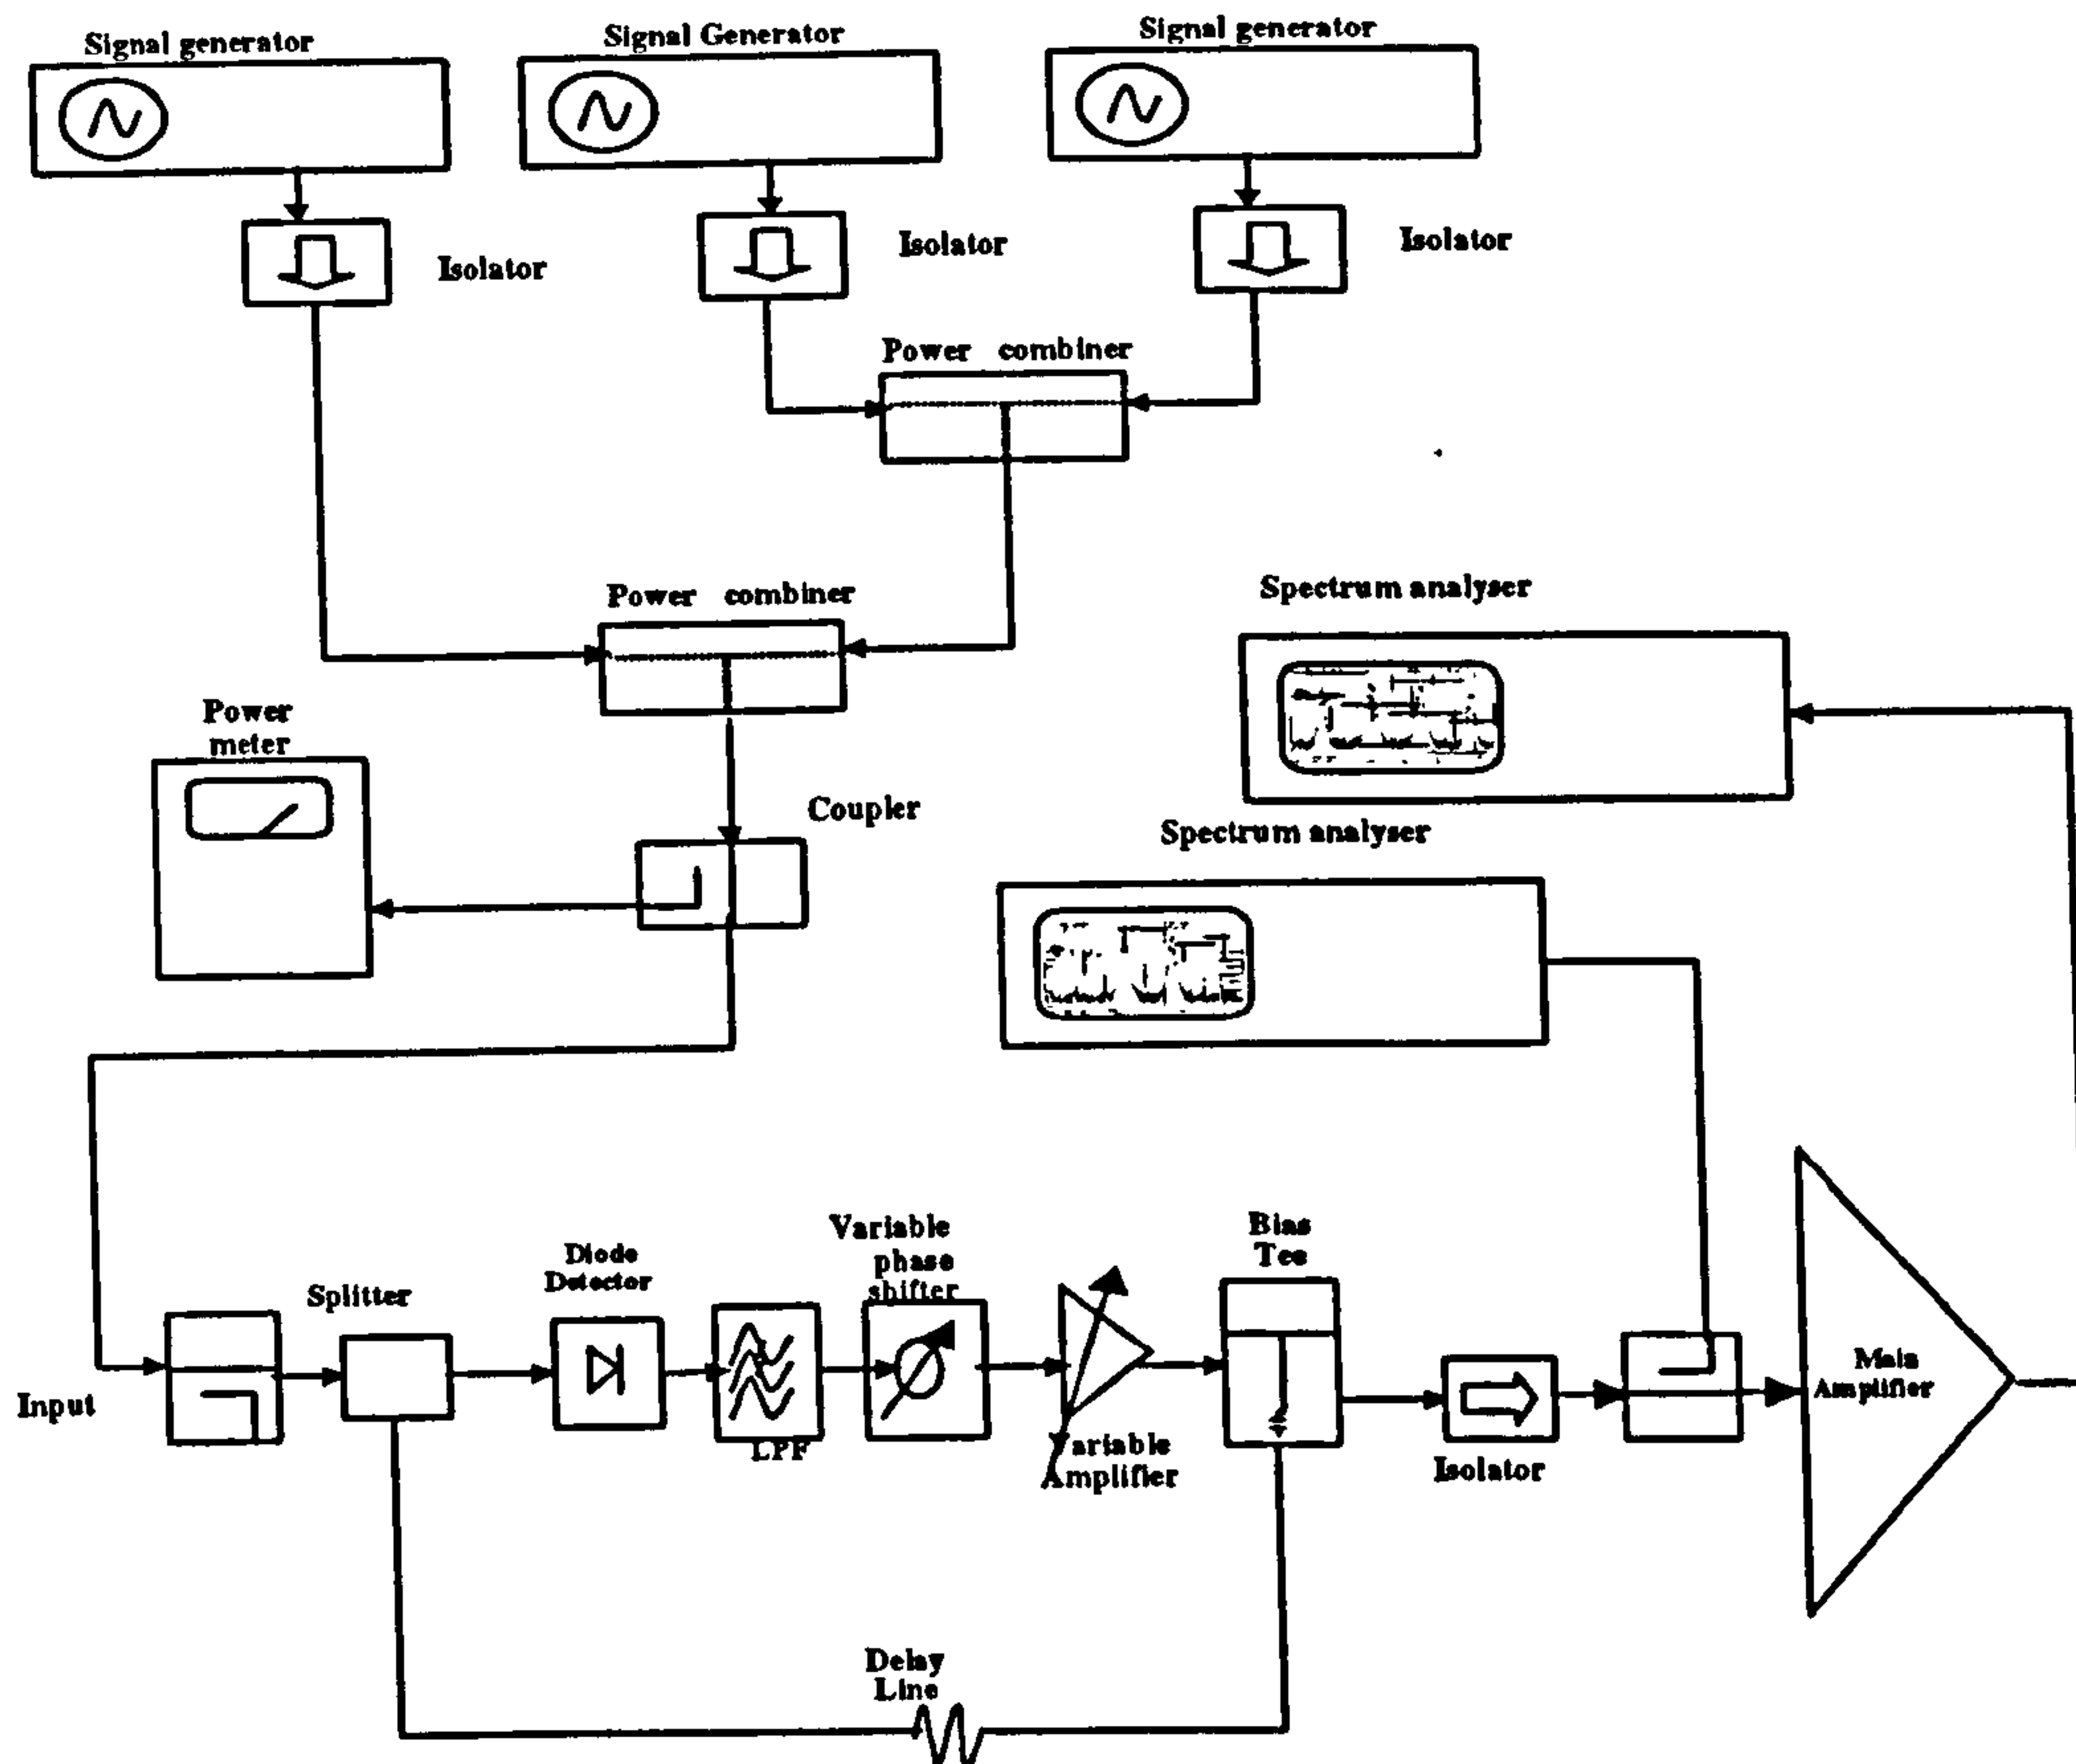 Signal generator
Signal Generator
Signal generator
Isolator
Isolator
Isolator
Power combiner
Power combiner
Spectrum analyser
Power
meter
Coupler
Spectrum analyser
Input
Splitter
Diode
Detector
LPF
Variable
phase
shifter
Variable
Amplifier
Bias
Tee
Isolator
Main
Amplifier
Delay
Line